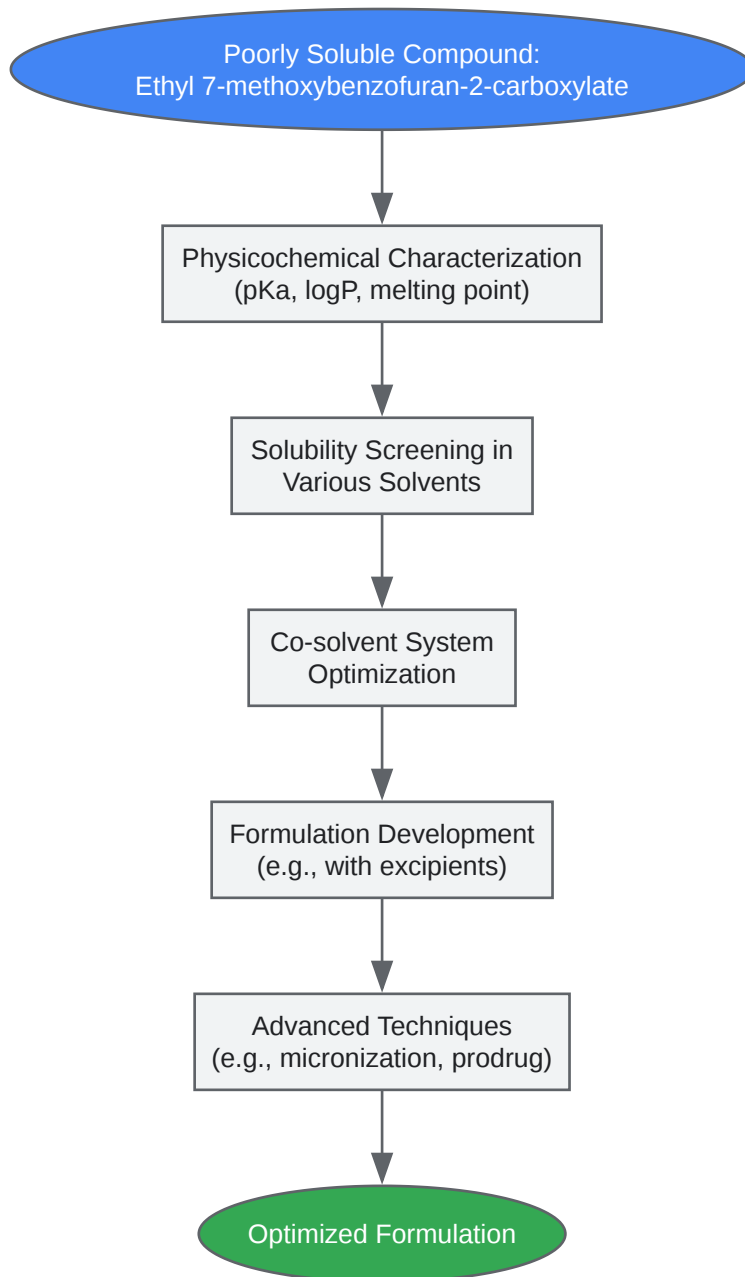 Poorly Soluble Compound:
Ethyl 7-methoxybenzofuran-2-carboxylate
Physicochemical Characterization
(pKa, logP, melting point)
Solubility Screening in
Various Solvents
Co-solvent System
Optimization
Formulation Development
(e.g., with excipients)
Advanced Techniques
(e.g., micronization, prodrug)
Optimized Formulation